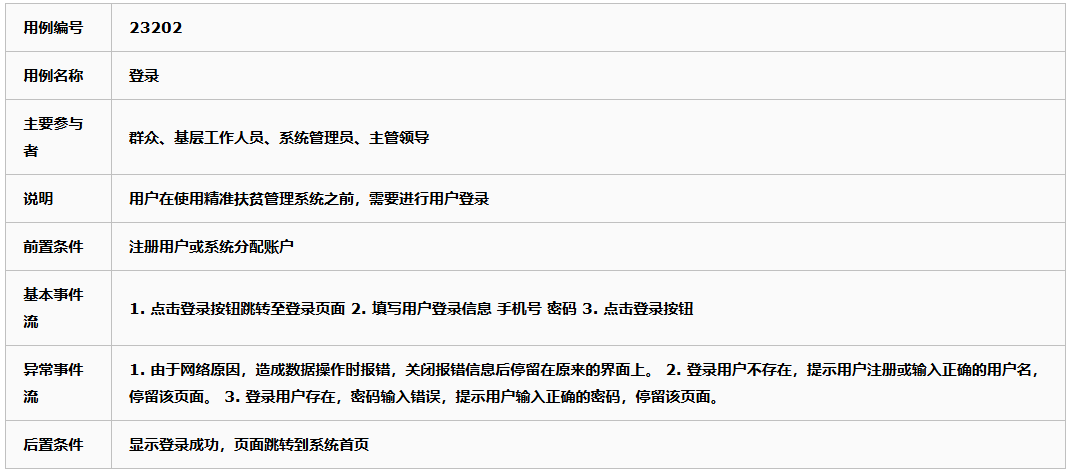 用例编号 23202
用例名称 登录
主要参与
者
群众、基层工作人员、系统管理员、主管领导
说明 用户在使用精准扶贫管理系统之前，需要进行用户登录
前置条件 注册用户或系统分配账户
基本事件
流
1. 点击登录按钮跳转至登录页面 2. 填写用户登录信息 手机号 密码 3. 点击登录按钮
异常事件
流
1. 由于网络原因，造成数据操作时报错，关闭报错信息后停留在原来的界面上。 2. 登录用户不存在，提示用户注册或输入正确的用户名，
停留该页面。 3. 登录用户存在，密码输入错误，提示用户输入正确的密码，停留该页面。
后置条件 显示登录成功，页面跳转到系统首页